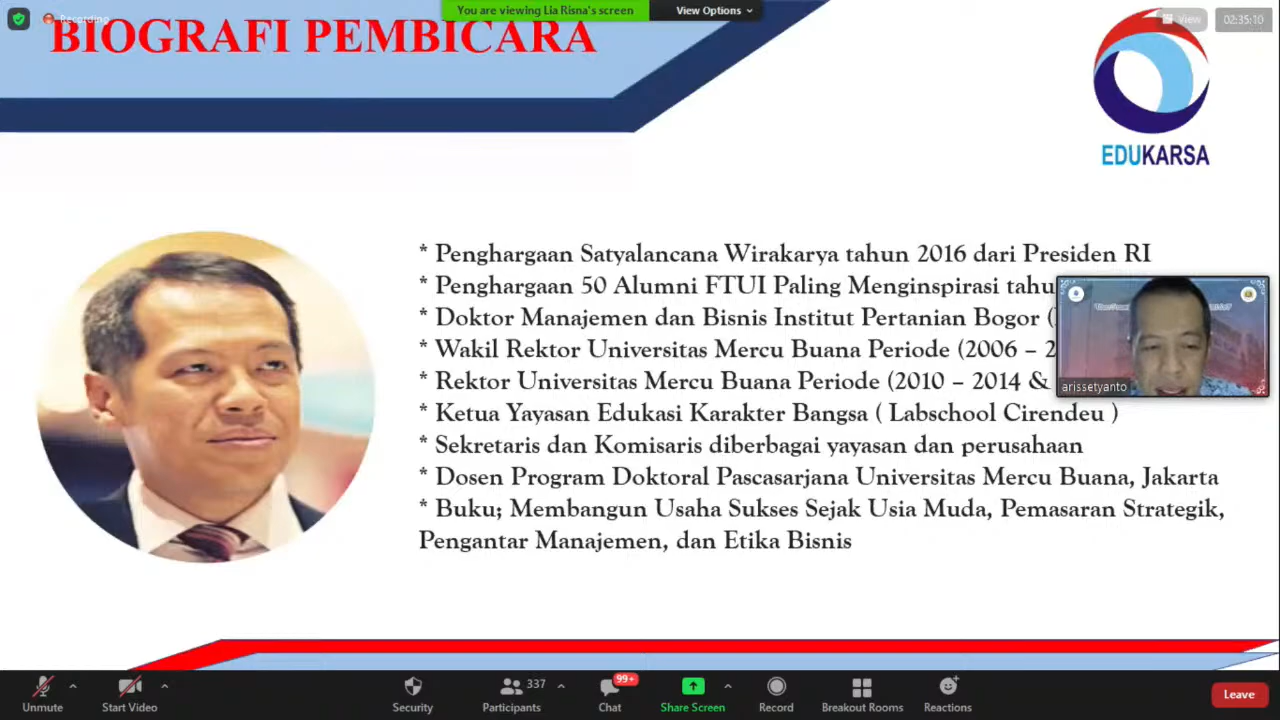 You are viewing Lia Risna's screen
View Options
Recording
View
02:35:10
BIOGRAFI PEMBICARA
EDUKARSA
* Penghargaan Satyalancana Wirakarya tahun 2016 dari Presiden RI
* Penghargaan 50 Alumni FTUI Paling Menginspirasi tahu
* Doktor Manajemen dan Bisnis Institut Pertanian Bogor (
* Wakil Rektor Universitas Mercu Buana Periode (2006 – 2
* Rektor Universitas Mercu Buana Periode (2010 – 2014 &
* Ketua Yayasan Edukasi Karakter Bangsa ( Labschool Cirendeu )
* Sekretaris dan Komisaris diberbagai yayasan dan perusahaan
* Dosen Program Doktoral Pascasarjana Universitas Mercu Buana, Jakarta
* Buku; Membangun Usaha Sukses Sejak Usia Muda, Pemasaran Strategik,
Pengantar Manajemen, dan Etika Bisnis
arissetyanto
Unmute
Start Video
Security
337
Participants
99+
Chat
Share Screen
Record
Breakout Rooms
Reactions
Leave